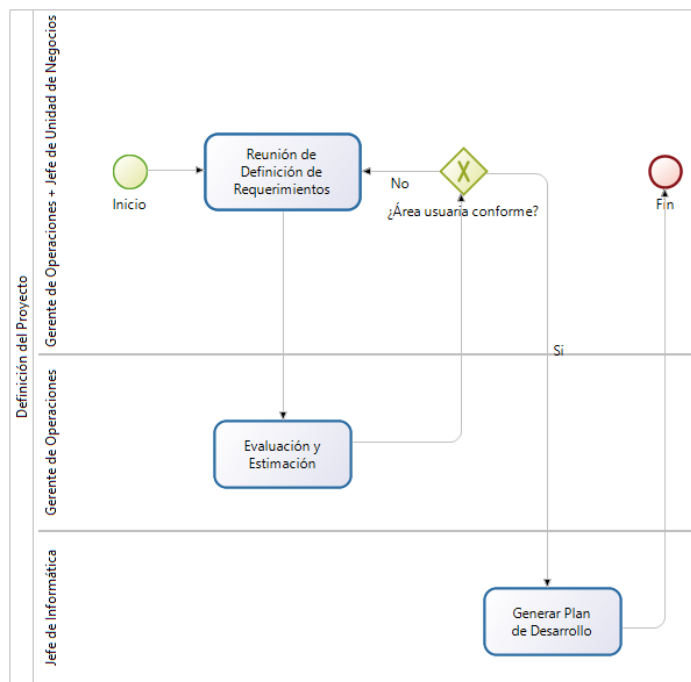 Definición del Proyecto
Gerente de Operaciones + Jefe de Unidad de Negocios
Inicio
Reunión de
Definición de
Requerimientos
No
¿Área usuaria conforme?
Fin
Si
Gerente de Operaciones
Evaluación y
Estimación
Jefe de Informática
Generar Plan
de Desarrollo